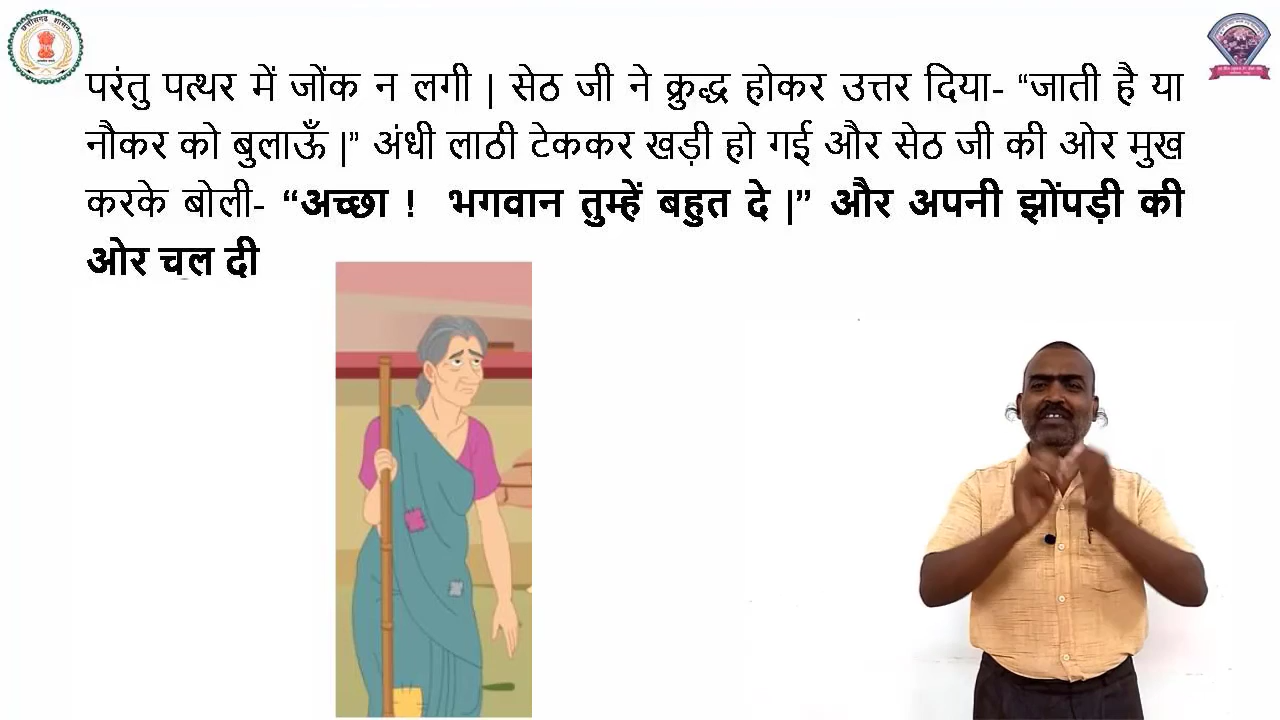 परंतु पत्थर में जोंक न लगी | सेठ जी ने क्रुद्ध होकर उत्तर दिया- “जाती है या
नौकर को बुलाऊँ |” अंधी लाठी टेककर खड़ी हो गई और सेठ जी की ओर मुख
करके बोली- “अच्छा ! भगवान तुम्हें बहुत दे |” और अपनी झोंपड़ी की
ओर चल दी